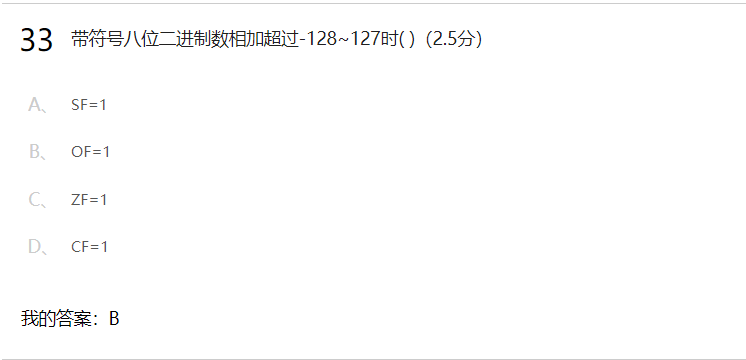 33 带符号八位二进制数相加超过-128~127时( )（2.5分）
A、 SF=1
B、 OF=1
C、 ZF=1
D、 CF=1
我的答案：B